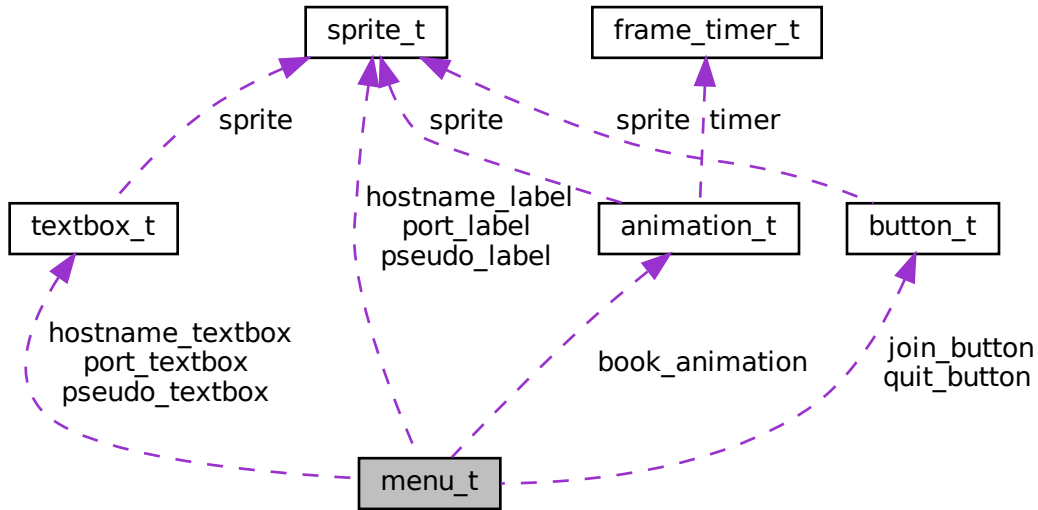 sprite_t
frame_timer_t
sprite
sprite
sprite
timer
textbox_t
hostname_label
port_label
pseudo_label
animation_t
button_t
hostname_textbox
port_textbox
pseudo_textbox
book_animation
join_button
quit_button
menu_t